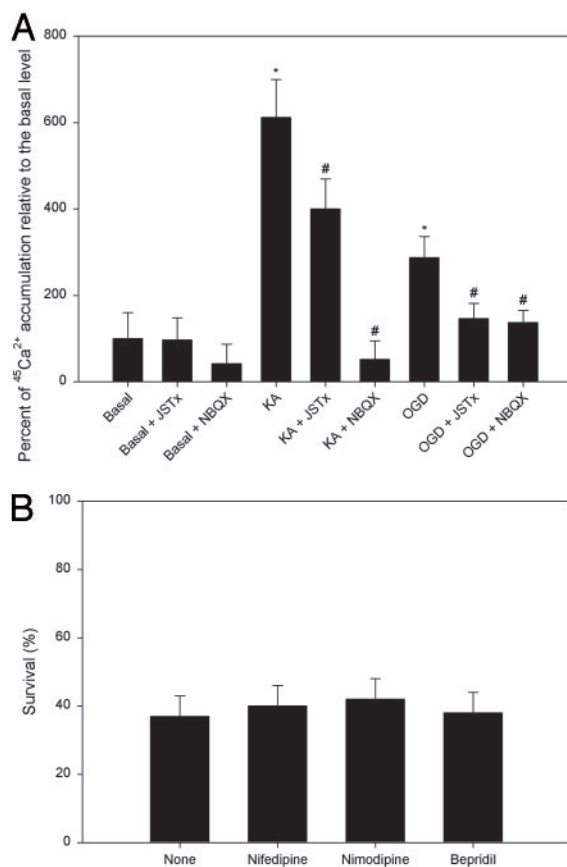 A
Percent of ⁴⁵Ca²⁺ accumulation relative to the basal level
800
600
400
200
0
*
#
#
*
#
#
Basal
Basal + JSTx
Basal + NBQX
KA
KA + JSTx
KA + NBQX
OGD
OGD + JSTx
OGD + NBQX
B
Survival (%)
100
80
60
40
20
0
None
Nifedipine
Nimodipine
Bepridil